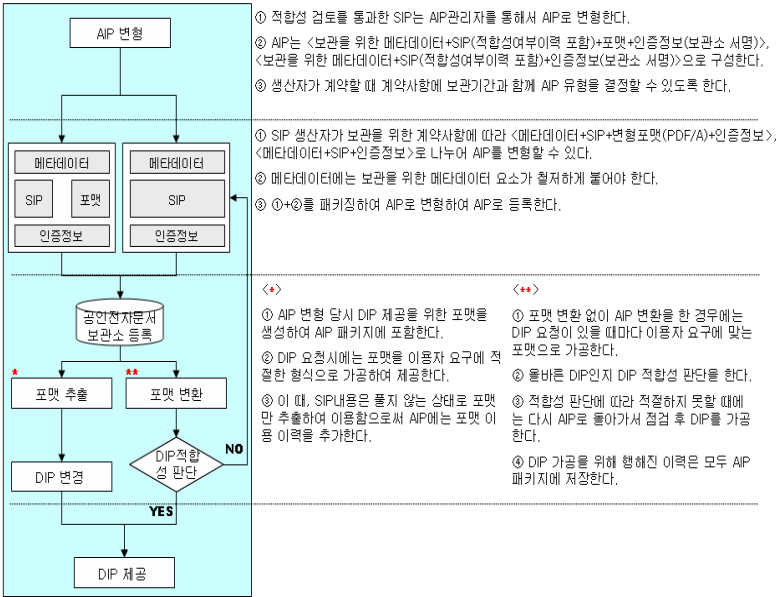 AIP 변형
① 적합성 검토를 통과한 SIP는 AIP관리자를 통해서 AIP로 변형한다.
② AIP는 <보관을 위한 메타데이터+SIP(적합성여부이력 포함)+포맷+인증정보(보관소 서명)>,
<보관을 위한 메타데이터+SIP(적합성여부이력 포함)+인증정보(보관소 서명)>으로 구성한다.
③ 생산자가 계약할 때 계약사항에 보관기간과 함께 AIP 유형을 결정할 수 있도록 한다.
메타데이터
SIP
포맷
인증정보
메타데이터
SIP
인증정보
① SIP 생산자가 보관을 위한 계약사항에 따라 <메타데이터+SIP+변형포맷(PDF/A)+인증정보>,
<메타데이터+SIP+인증정보>로 나누어 AIP를 변형할 수 있다.
② 메타데이터에는 보관을 위한 메타데이터 요소가 철저하게 붙어야 한다.
③ ①+②를 패키징하여 AIP로 변형하여 AIP로 등록한다.
공인전자문서
보관소 등록
*
포맷 추출
**
포맷 변환
DIP 변경
DIP적합
성 판단
NO
YES
<*>
① AIP 변형 당시 DIP 제공을 위한 포맷을
생성하여 AIP 패키지에 포함한다.
② DIP 요청시에는 포맷을 이용자 요구에 적
절한 형식으로 가공하여 제공한다.
③ 이 때, SIP내용은 풀지 않는 상태로 포맷
만 추출하여 이용함으로써 AIP에는 포맷 이
용 이력을 추가한다.
<**>
① 포맷 변환 없이 AIP 변환을 한 경우에는
DIP 요청이 있을 때마다 이용자 요구에 맞는
포맷으로 가공한다.
② 올바른 DIP인지 DIP 적합성 판단을 한다.
③ 적합성 판단에 따라 적절하지 못할 때에
는 다시 AIP로 돌아가서 점검 후 DIP를 가공
한다.
④ DIP 가공을 위해 행해진 이력은 모두 AIP
패키지에 저장한다.
DIP 제공